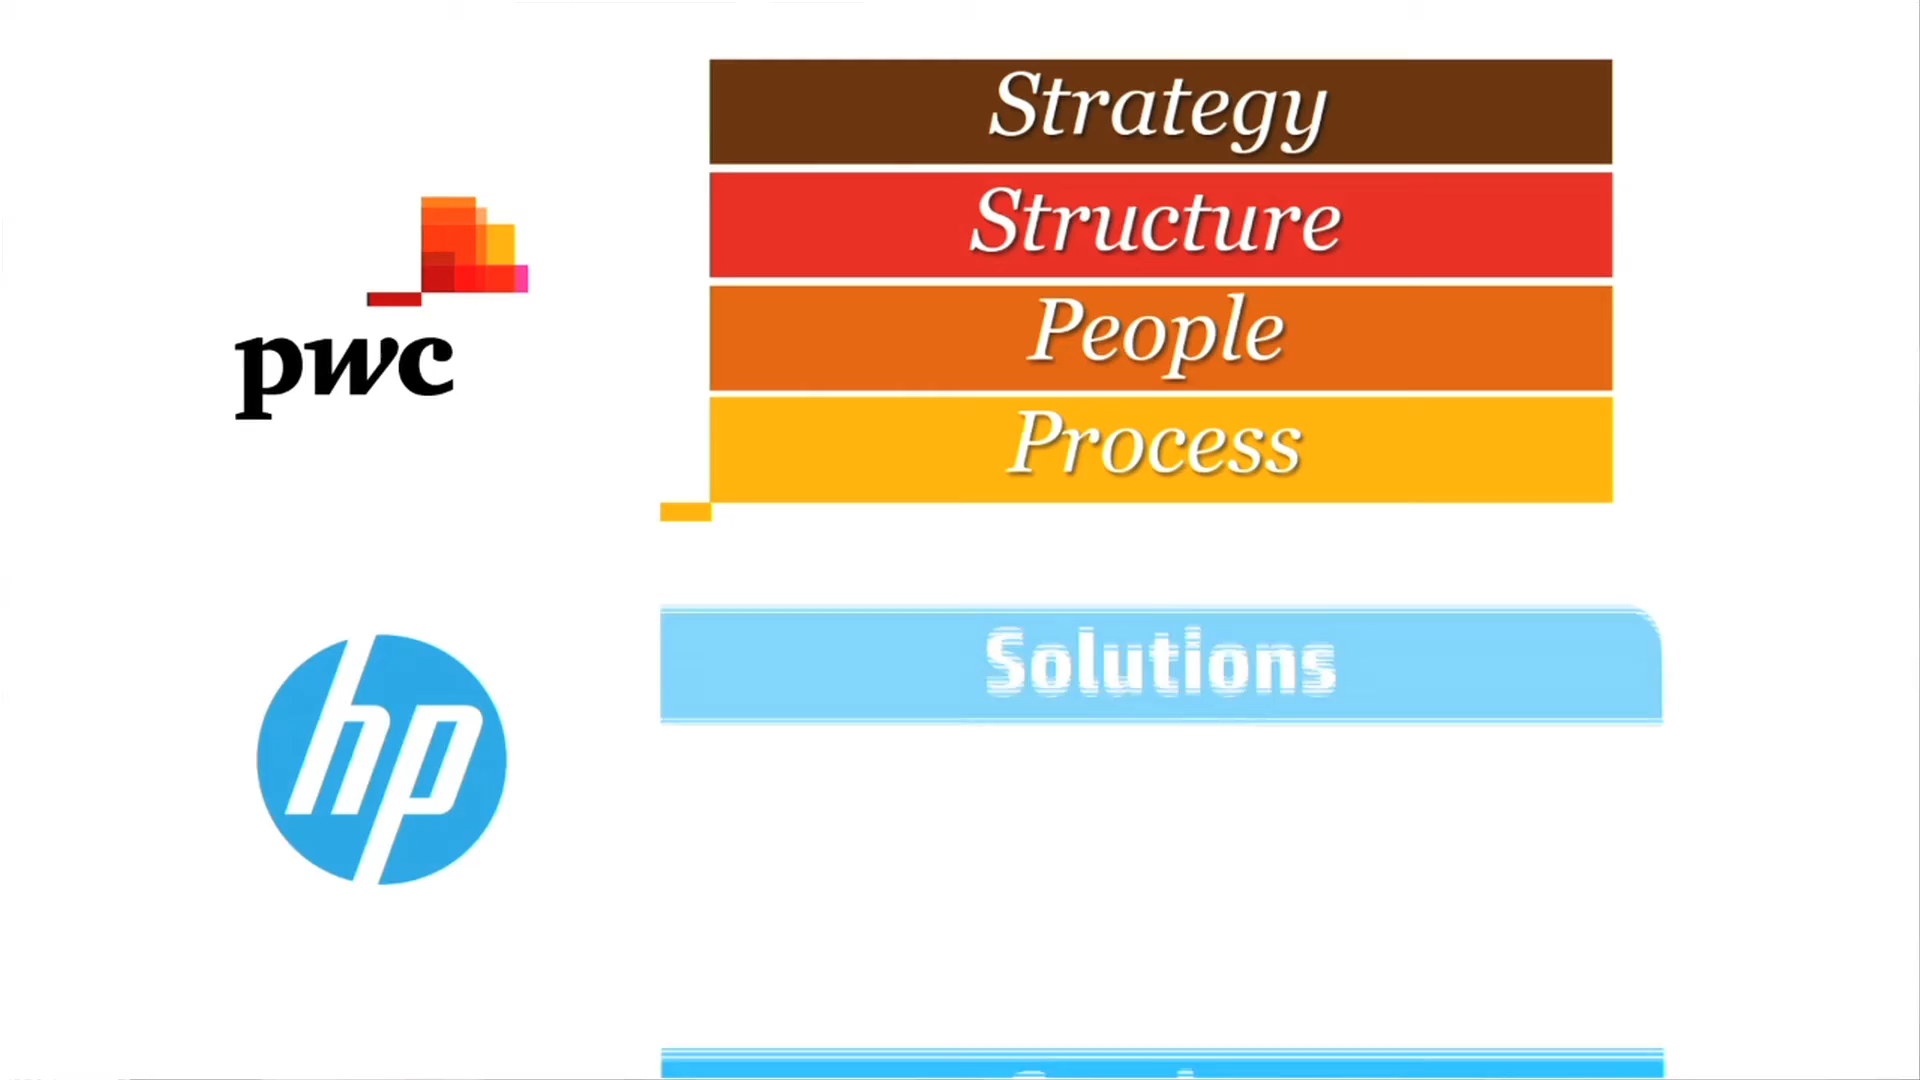 Strategy
Structure
People
Process
pwc
Solutions
hp